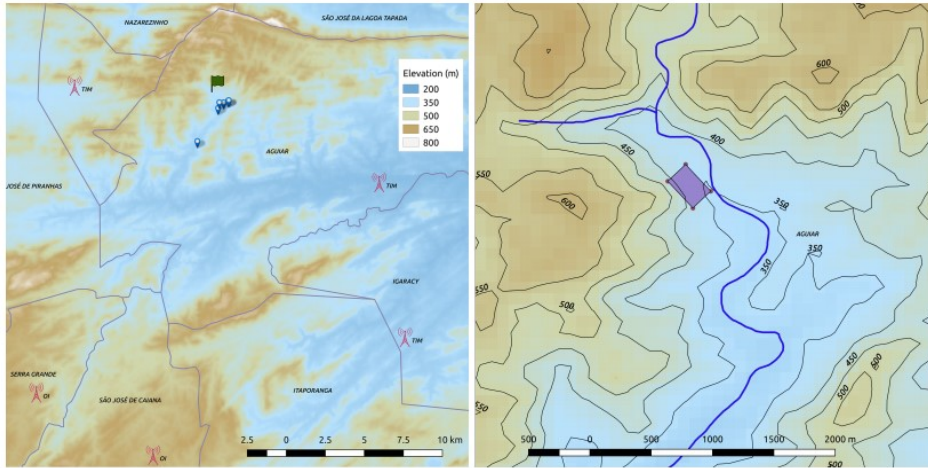 NAZAREZINHO
SÃO JOSÉ DA LAGOA TAPADA
Elevation (m)
200
350
500
650
800
TIM
AGUIAR
JOSÉ DE PIRANHAS
TIM
IGARACY
TIM
SERRA GRANDE
OI
SÃO JOSÉ DE CAIANA
ITAPORANGA
OI
2.5 0 2.5 5 7.5 10 km
600
500
400
450
550
600
350
AGUIAR
350
350
550
500
450
500
500
550
500 0 500 1000 1500 2000 m
500